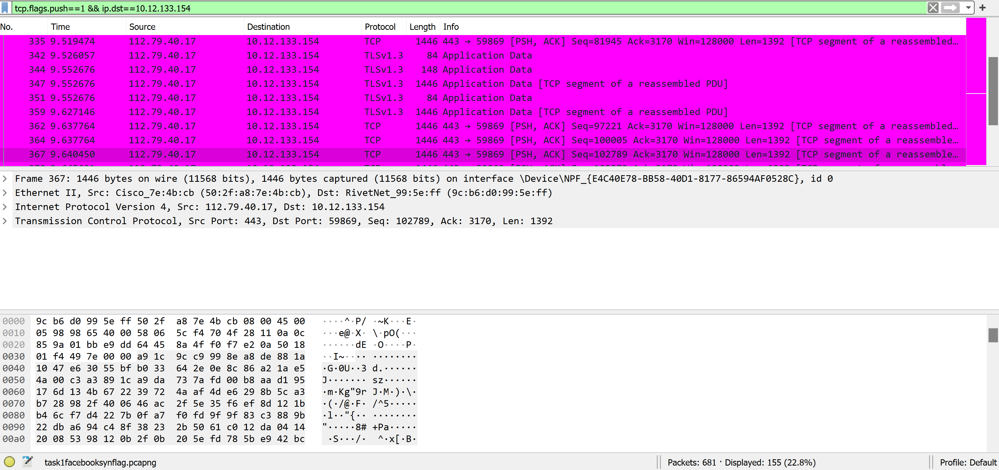 tcp.flags.push==1 && ip.dst==10.12.133.154
No. Time Source Destination Protocol Length Info
335 9.519474 112.79.40.17 10.12.133.154 TCP 1446 443 → 59869 [PSH, ACK] Seq=81945 Ack=3170 Win=128000 Len=1392 [TCP segment of a reassembled…
342 9.526057 112.79.40.17 10.12.133.154 TLSv1.3 84 Application Data
344 9.552676 112.79.40.17 10.12.133.154 TLSv1.3 148 Application Data
347 9.552676 112.79.40.17 10.12.133.154 TLSv1.3 1446 Application Data [TCP segment of a reassembled PDU]
351 9.552676 112.79.40.17 10.12.133.154 TLSv1.3 84 Application Data
359 9.627146 112.79.40.17 10.12.133.154 TLSv1.3 1446 Application Data [TCP segment of a reassembled PDU]
362 9.637764 112.79.40.17 10.12.133.154 TCP 1446 443 → 59869 [PSH, ACK] Seq=97221 Ack=3170 Win=128000 Len=1392 [TCP segment of a reassembled…
364 9.637764 112.79.40.17 10.12.133.154 TCP 1446 443 → 59869 [PSH, ACK] Seq=100005 Ack=3170 Win=128000 Len=1392 [TCP segment of a reassemble…
367 9.640450 112.79.40.17 10.12.133.154 TCP 1446 443 → 59869 [PSH, ACK] Seq=102789 Ack=3170 Win=128000 Len=1392 [TCP segment of a reassemble…
Frame 367: 1446 bytes on wire (11568 bits), 1446 bytes captured (11568 bits) on interface \Device\NPF_{E4C40E78-BB58-40D1-8177-86594AF0528C}, id 0
Ethernet II, Src: Cisco_7e:4b:cb (50:2f:a8:7e:4b:cb), Dst: RivetNet_99:5e:ff (9c:b6:d0:99:5e:ff)
Internet Protocol Version 4, Src: 112.79.40.17, Dst: 10.12.133.154
Transmission Control Protocol, Src Port: 443, Dst Port: 59869, Seq: 102789, Ack: 3170, Len: 1392
0000 9c b6 d0 99 5e ff 50 2f a8 7e 4b cb 08 00 45 00 ····^·P/ ·~K···E·
0010 05 98 98 65 40 00 58 06 5c f4 70 4f 28 11 0a 0c ···e@·X· \·pO(···
0020 85 9a 01 bb e9 dd 64 45 8a 4f f0 f7 e2 0a 50 18 ······dE ·O····P·
0030 01 f4 49 7e 00 00 a9 1c 9c c9 99 8e a8 de 88 1a ··I~···· ········
0040 10 47 e6 30 55 bf b0 33 64 2e 0e 8c 86 a2 1a e5 ·G·0U··3 d.······
0050 4a 00 c3 a3 89 1c a9 da 73 7a fd 00 b8 aa d1 95 J······· sz······
0060 17 6d 13 4b 67 22 39 72 4a af 4d e6 29 8b 5c a3 ·m·Kg"9r J·M·)·\·
0070 b7 28 98 2f 40 06 46 ac 2f 5e 35 f6 ef 8d 12 1b ·(·/@·F· /^5·····
0080 b4 6c f7 d4 22 7b 0f a7 f0 fd 9f 9f 83 c3 88 9b ·l··"{·· ········
0090 22 db a6 94 c4 8f 38 23 2b 50 61 c0 12 da 04 14 "·····8# +Pa·····
00a0 20 08 53 98 12 0b 2f 0b 20 5e fd 78 5b e9 42 bc ·S···/· ^·x[·B·
task1facebooksynflag.pcapng Packets: 681 · Displayed: 155 (22.8%) Profile: Default